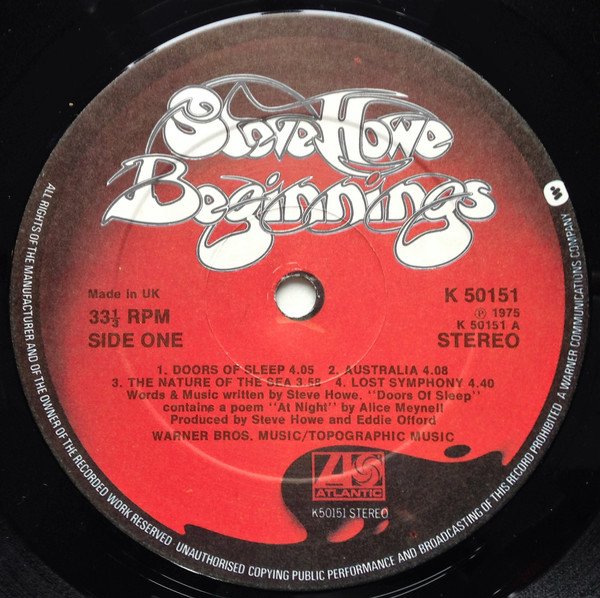 Steve Howe
Beginnings
Made in UK
33⅓ RPM
SIDE ONE
K 50151
℗ 1975
K 50151 A
STEREO
1. DOORS OF SLEEP 4.05 2. AUSTRALIA 4.08
3. THE NATURE OF THE SEA 3.58 4. LOST SYMPHONY 4.40
Words & Music written by Steve Howe. "Doors Of Sleep"
contains a poem "At Night" by Alice Meynell
Produced by Steve Howe and Eddie Offord
WARNER BROS. MUSIC/TOPOGRAPHIC MUSIC
ATLANTIC
K50151 STEREO
ALL RIGHTS OF THE MANUFACTURER AND OF THE OWNER OF THE RECORDED WORK RESERVED UNAUTHORISED COPYING PUBLIC PERFORMANCE AND BROADCASTING OF THIS RECORD PROHIBITED A WARNER COMMUNICATIONS COMPANY